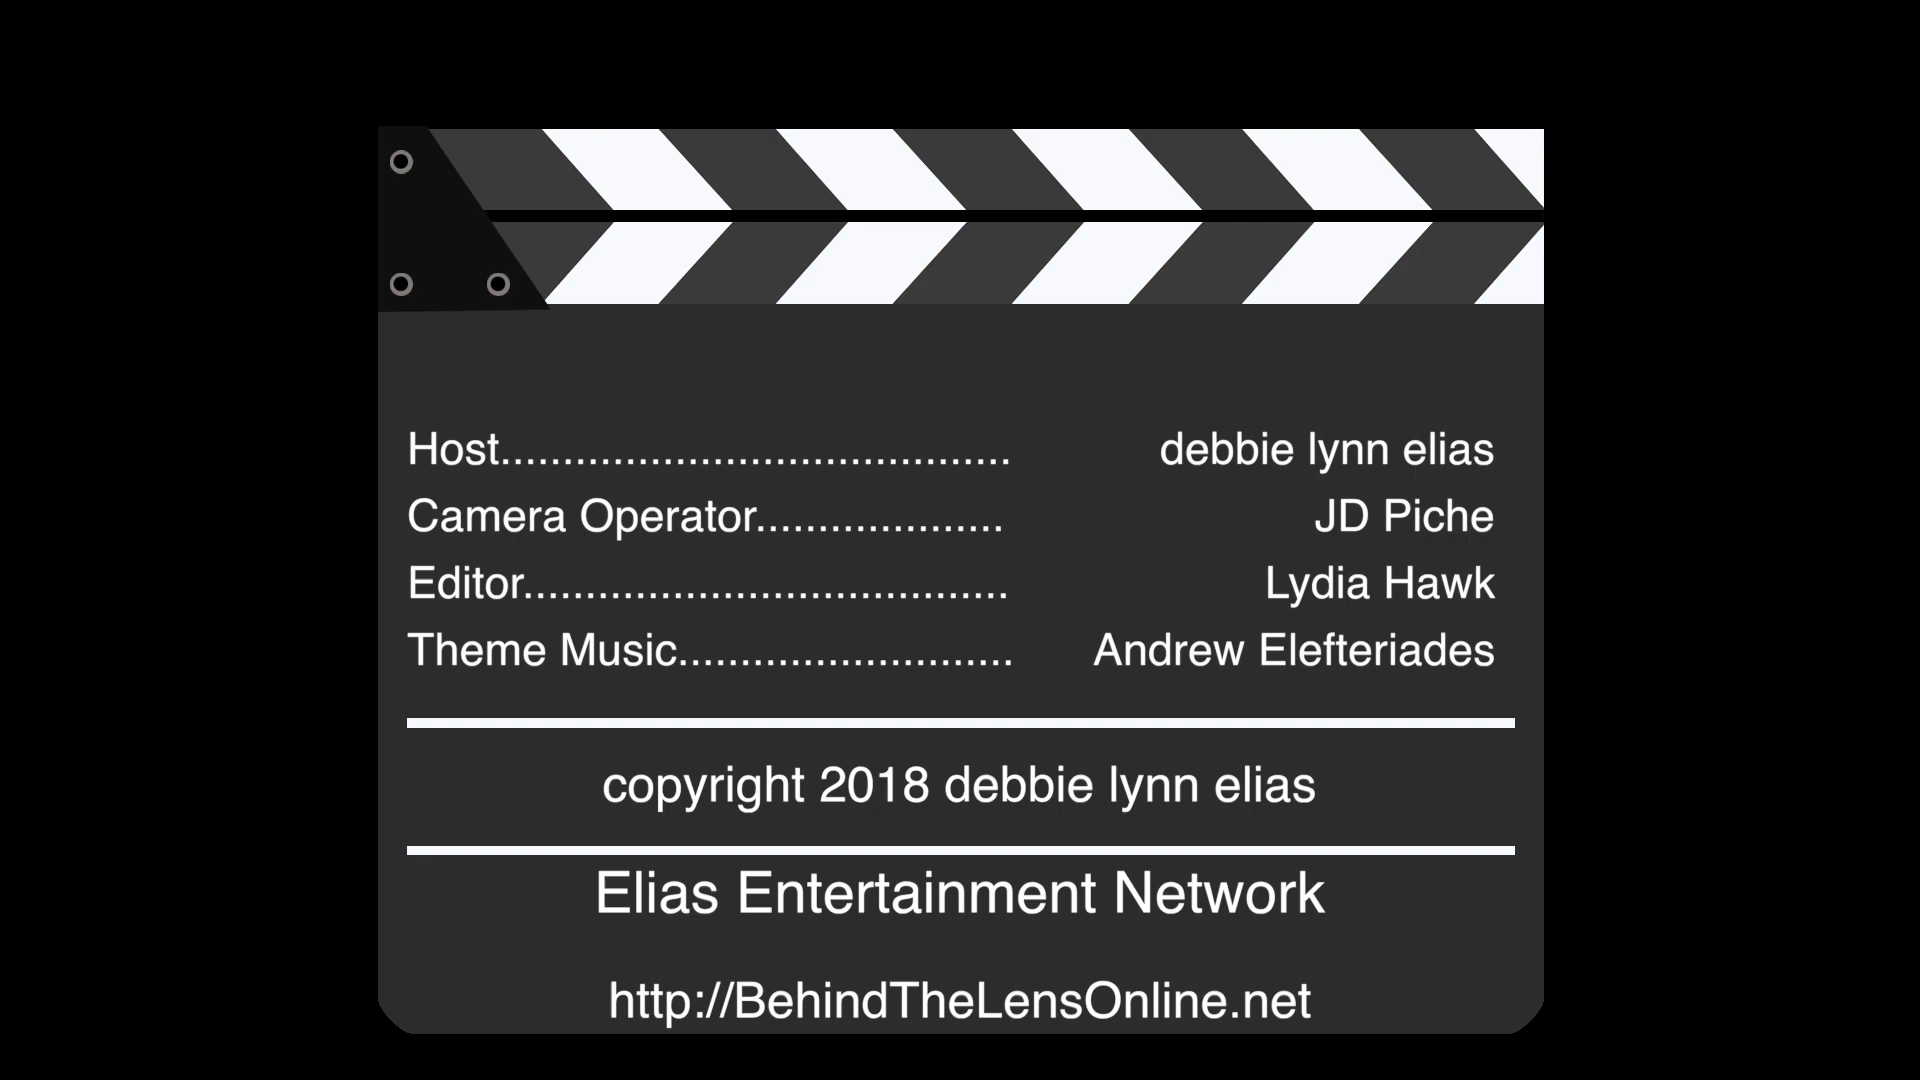 Host......................................... debbie lynn elias
Camera Operator.................... JD Piche
Editor....................................... Lydia Hawk
Theme Music........................... Andrew Elefteriades
copyright 2018 debbie lynn elias
Elias Entertainment Network
http://BehindTheLensOnline.net